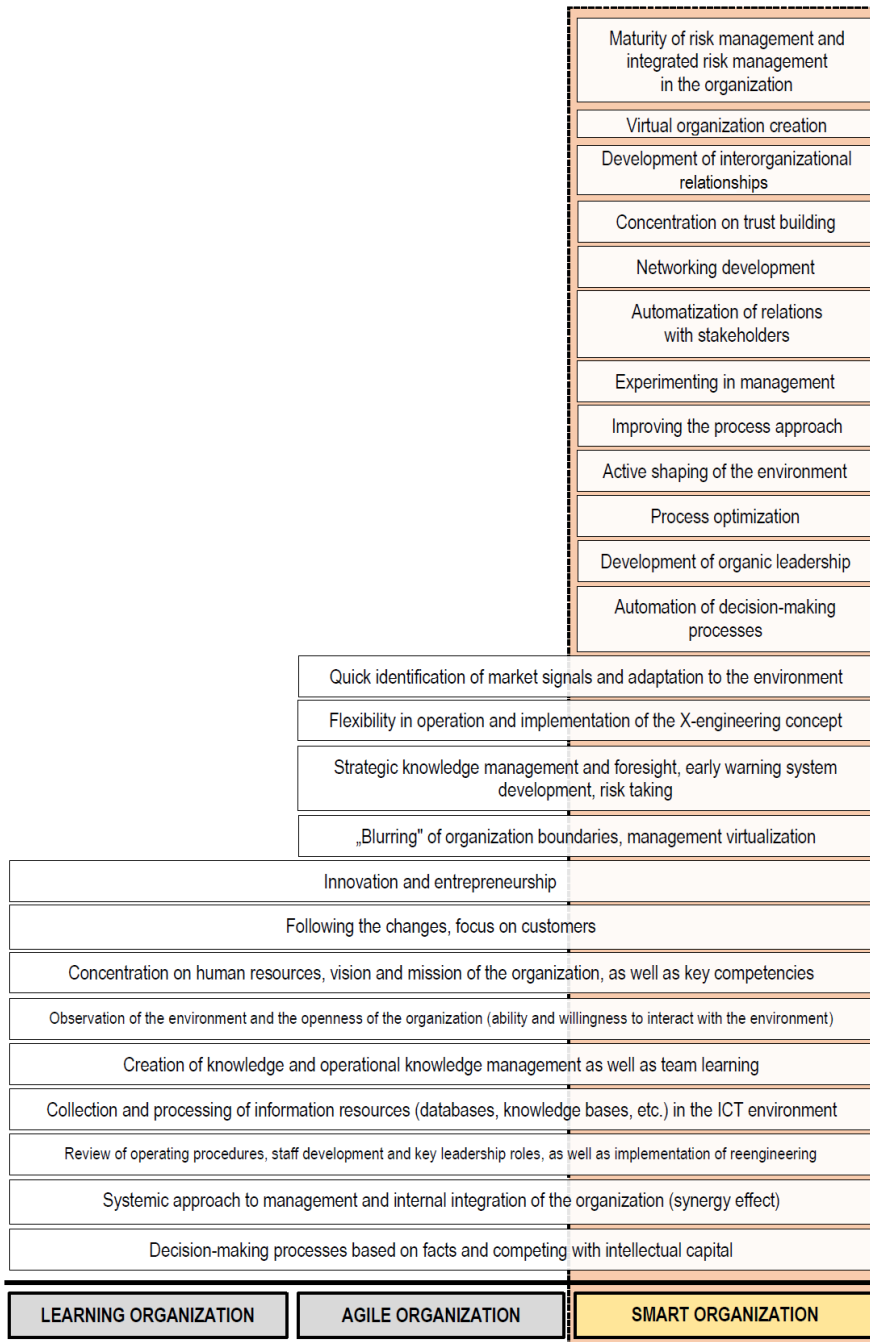 Maturity of risk management and
integrated risk management
in the organization
Virtual organization creation
Development of interorganizational
relationships
Concentration on trust building
Networking development
Automatization of relations
with stakeholders
Experimenting in management
Improving the process approach
Active shaping of the environment
Process optimization
Development of organic leadership
Automation of decision-making
processes
Quick identification of market signals and adaptation to the environment
Flexibility in operation and implementation of the X-engineering concept
Strategic knowledge management and foresight, early warning system
development, risk taking
„Blurring" of organization boundaries, management virtualization
Innovation and entrepreneurship
Following the changes, focus on customers
Concentration on human resources, vision and mission of the organization, as well as key competencies
Observation of the environment and the openness of the organization (ability and willingness to interact with the environment)
Creation of knowledge and operational knowledge management as well as team learning
Collection and processing of information resources (databases, knowledge bases, etc.) in the ICT environment
Review of operating procedures, staff development and key leadership roles, as well as implementation of reengineering
Systemic approach to management and internal integration of the organization (synergy effect)
Decision-making processes based on facts and competing with intellectual capital
LEARNING ORGANIZATION
AGILE ORGANIZATION
SMART ORGANIZATION